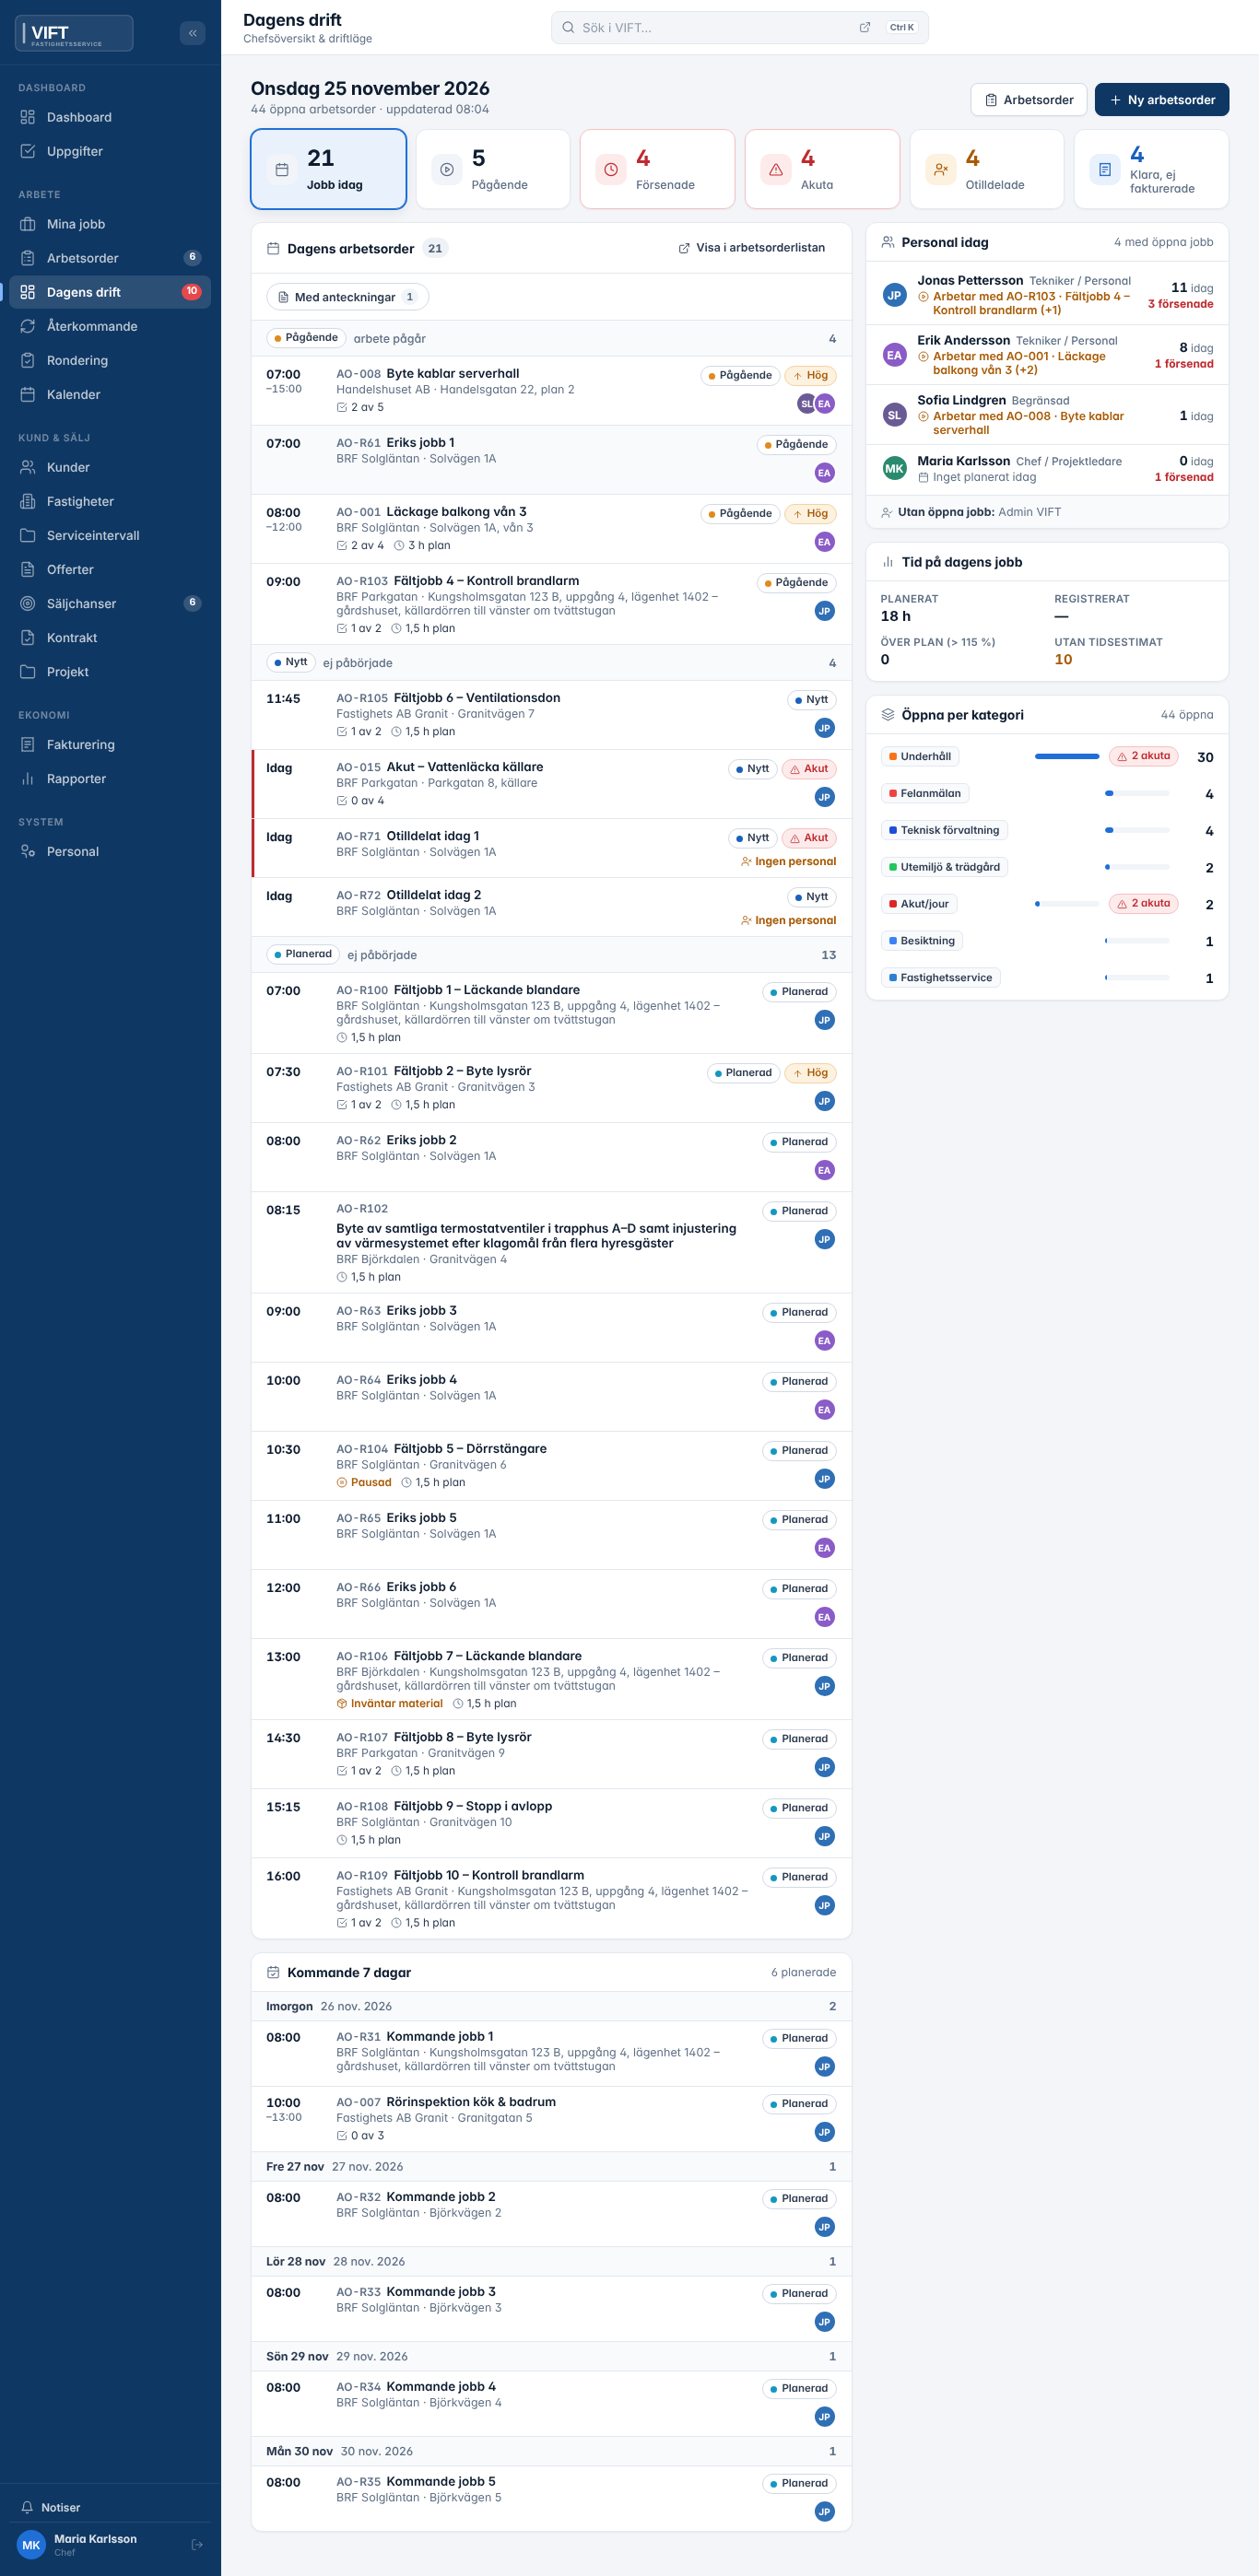 VIFT
FASTIGHETSSERVICE
DASHBOARD
Dashboard
Uppgifter
ARBETE
Mina jobb
Arbetsorder 6
Dagens drift 10
Återkommande
Rondering
Kalender
KUND & SÄLJ
Kunder
Fastigheter
Serviceintervall
Offerter
Säljchanser 6
Kontrakt
Projekt
EKONOMI
Fakturering
Rapporter
SYSTEM
Personal
Notiser
MK Maria Karlsson
Chef
Dagens drift
Chefsöversikt & driftläge
Sök i VIFT... Ctrl K
Onsdag 25 november 2026
44 öppna arbetsorder · uppdaterad 08:04
Arbetsorder
Ny arbetsorder
21
Jobb idag
5
Pågående
4
Försenade
4
Akuta
4
Otilldelade
4
Klara, ej
fakturerade
Dagens arbetsorder 21
Visa i arbetsorderlistan
Med anteckningar 1
Pågående arbete pågår 4
07:00 AO-008 Byte kablar serverhall Pågående Hög
–15:00 Handelshuset AB · Handelsgatan 22, plan 2
2 av 5 SL EA
07:00 AO-R61 Eriks jobb 1 Pågående
BRF Solgläntan · Solvägen 1A
EA
08:00 AO-001 Läckage balkong vån 3 Pågående Hög
–12:00 BRF Solgläntan · Solvägen 1A, vån 3
2 av 4 3 h plan EA
09:00 AO-R103 Fältjobb 4 – Kontroll brandlarm Pågående
BRF Parkgatan · Kungsholmsgatan 123 B, uppgång 4, lägenhet 1402 –
gårdshuset, källardörren till vänster om tvättstugan JP
1 av 2 1,5 h plan
Nytt ej påbörjade 4
11:45 AO-R105 Fältjobb 6 – Ventilationsdon Nytt
Fastighets AB Granit · Granitvägen 7
1 av 2 1,5 h plan JP
Idag AO-015 Akut – Vattenläcka källare Nytt Akut
BRF Parkgatan · Parkgatan 8, källare
0 av 4 JP
Idag AO-R71 Otilldelat idag 1 Nytt Akut
BRF Solgläntan · Solvägen 1A
Ingen personal
Idag AO-R72 Otilldelat idag 2 Nytt
BRF Solgläntan · Solvägen 1A
Ingen personal
Planerad ej påbörjade 13
07:00 AO-R100 Fältjobb 1 – Läckande blandare Planerad
BRF Solgläntan · Kungsholmsgatan 123 B, uppgång 4, lägenhet 1402 –
gårdshuset, källardörren till vänster om tvättstugan JP
1,5 h plan
07:30 AO-R101 Fältjobb 2 – Byte lysrör Planerad Hög
Fastighets AB Granit · Granitvägen 3
1 av 2 1,5 h plan JP
08:00 AO-R62 Eriks jobb 2 Planerad
BRF Solgläntan · Solvägen 1A
EA
08:15 AO-R102 Planerad
Byte av samtliga termostatventiler i trapphus A–D samt injustering
av värmesystemet efter klagomål från flera hyresgäster JP
BRF Björkdalen · Granitvägen 4
1,5 h plan
09:00 AO-R63 Eriks jobb 3 Planerad
BRF Solgläntan · Solvägen 1A
EA
10:00 AO-R64 Eriks jobb 4 Planerad
BRF Solgläntan · Solvägen 1A
EA
10:30 AO-R104 Fältjobb 5 – Dörrstängare Planerad
BRF Solgläntan · Granitvägen 6
Pausad 1,5 h plan JP
11:00 AO-R65 Eriks jobb 5 Planerad
BRF Solgläntan · Solvägen 1A
EA
12:00 AO-R66 Eriks jobb 6 Planerad
BRF Solgläntan · Solvägen 1A
EA
13:00 AO-R106 Fältjobb 7 – Läckande blandare Planerad
BRF Björkdalen · Kungsholmsgatan 123 B, uppgång 4, lägenhet 1402 –
gårdshuset, källardörren till vänster om tvättstugan JP
Inväntar material 1,5 h plan
14:30 AO-R107 Fältjobb 8 – Byte lysrör Planerad
BRF Parkgatan · Granitvägen 9
1 av 2 1,5 h plan JP
15:15 AO-R108 Fältjobb 9 – Stopp i avlopp Planerad
BRF Solgläntan · Granitvägen 10
1,5 h plan JP
16:00 AO-R109 Fältjobb 10 – Kontroll brandlarm Planerad
Fastighets AB Granit · Kungsholmsgatan 123 B, uppgång 4, lägenhet 1402 –
gårdshuset, källardörren till vänster om tvättstugan JP
1 av 2 1,5 h plan
Kommande 7 dagar 6 planerade
Imorgon 26 nov. 2026 2
08:00 AO-R31 Kommande jobb 1 Planerad
BRF Solgläntan · Kungsholmsgatan 123 B, uppgång 4, lägenhet 1402 –
gårdshuset, källardörren till vänster om tvättstugan JP
10:00 AO-007 Rörinspektion kök & badrum Planerad
–13:00 Fastighets AB Granit · Granitgatan 5
0 av 3 JP
Fre 27 nov 27 nov. 2026 1
08:00 AO-R32 Kommande jobb 2 Planerad
BRF Solgläntan · Björkvägen 2
JP
Lör 28 nov 28 nov. 2026 1
08:00 AO-R33 Kommande jobb 3 Planerad
BRF Solgläntan · Björkvägen 3
JP
Sön 29 nov 29 nov. 2026 1
08:00 AO-R34 Kommande jobb 4 Planerad
BRF Solgläntan · Björkvägen 4
JP
Mån 30 nov 30 nov. 2026 1
08:00 AO-R35 Kommande jobb 5 Planerad
BRF Solgläntan · Björkvägen 5
JP
Personal idag 4 med öppna jobb
JP Jonas Pettersson Tekniker / Personal 11 idag
Arbetar med AO-R103 · Fältjobb 4 – 3 försenade
Kontroll brandlarm (+1)
EA Erik Andersson Tekniker / Personal 8 idag
Arbetar med AO-001 · Läckage 1 försenad
balkong vån 3 (+2)
SL Sofia Lindgren Begränsad
Arbetar med AO-008 · Byte kablar 1 idag
serverhall
MK Maria Karlsson Chef / Projektledare 0 idag
Inget planerat idag 1 försenad
Utan öppna jobb: Admin VIFT
Tid på dagens jobb
PLANERAT REGISTRERAT
18 h —
ÖVER PLAN (> 115 %) UTAN TIDSESTIMAT
0 10
Öppna per kategori 44 öppna
Underhåll 2 akuta 30
Felanmälan 4
Teknisk förvaltning 4
Utemiljö & trädgård 2
Akut/jour 2 akuta 2
Besiktning 1
Fastighetsservice 1